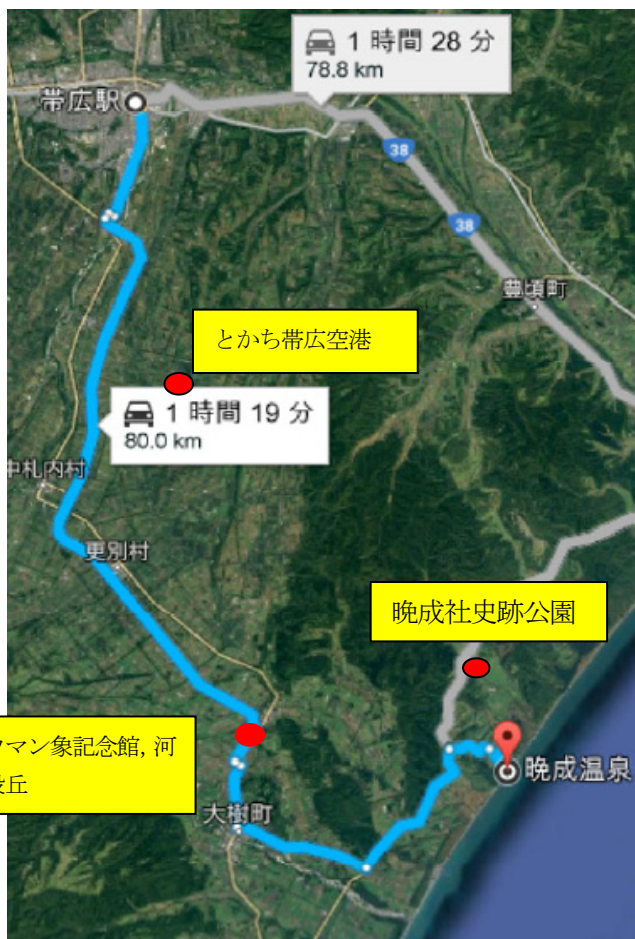 1 時間 28 分
78.8 km
帯広駅
38
38
豊頃町
とかち帯広空港
1 時間 19 分
80.0 km
中札内村
更別村
晩成社史跡公園
マン象記念館, 河
丘
晩成温泉
大樹町